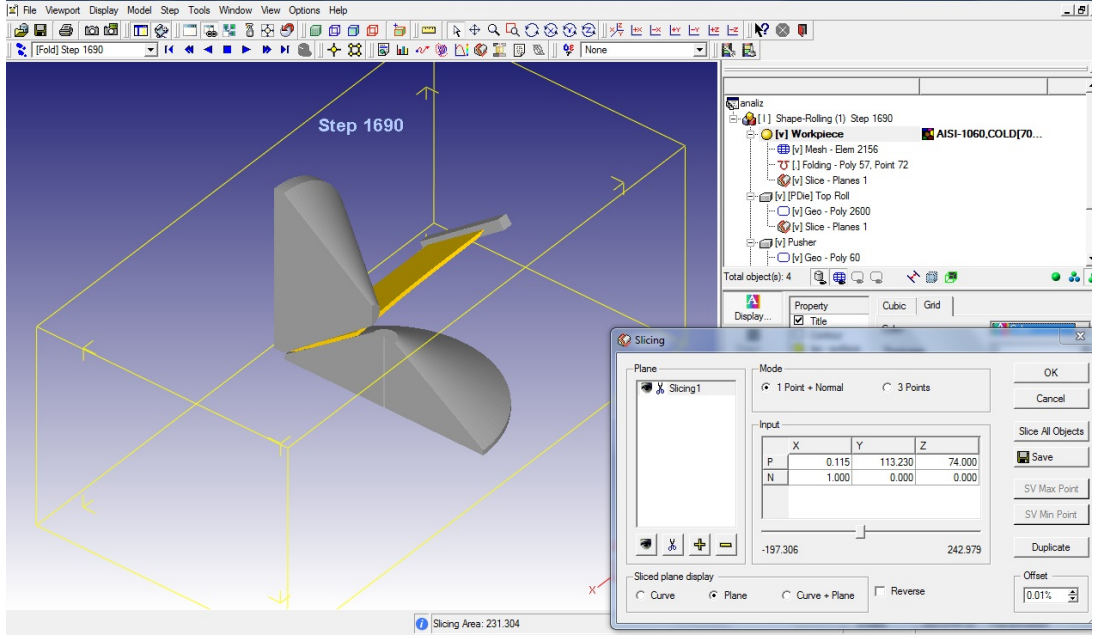 File Viewport Display Model Step Tools Window View Options Help
[Fold] Step 1690
None
Step 1690
analiz
[ I ] Shape-Rolling (1) Step 1690
[v] Workpiece AISI-1060,COLD[70...
[v] Mesh - Elem 2156
[.] Folding - Poly 57, Point 72
[v] Slice - Planes 1
[v] [PDie] Top Roll
[v] Geo - Poly 2600
[v] Slice - Planes 1
[v] Pusher
[v] Geo - Poly 60
Total object(s): 4
Display...
Property
Title
Cubic Grid
Slicing
Plane
Slicing1
Mode
1 Point + Normal 3 Points
Input
X Y Z
P 0.115 113.230 74.000
N 1.000 0.000 0.000
-197.306 242.979
Sliced plane display
Curve Plane Curve + Plane
Reverse
OK
Cancel
Slice All Objects
Save
SV Max Point
SV Min Point
Duplicate
Offset
0.01%
X
Slicing Area: 231.304